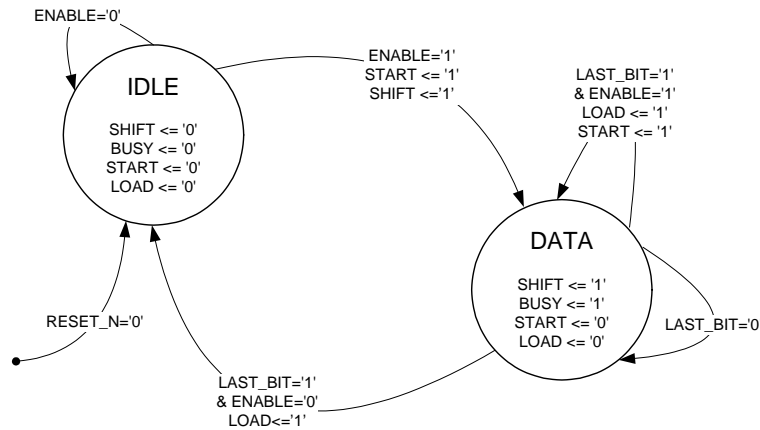 ENABLE='0'
IDLE
SHIFT <= '0'
BUSY <= '0'
START <= '0'
LOAD <= '0'
ENABLE='1'
START <= '1'
SHIFT <='1'
LAST_BIT='1'
& ENABLE='1'
LOAD <= '1'
START <= '1'
DATA
SHIFT <= '1'
BUSY <= '1'
START <= '0'
LOAD <= '0'
RESET_N='0'
LAST_BIT='0
LAST_BIT='1'
& ENABLE='0'
LOAD<='1'